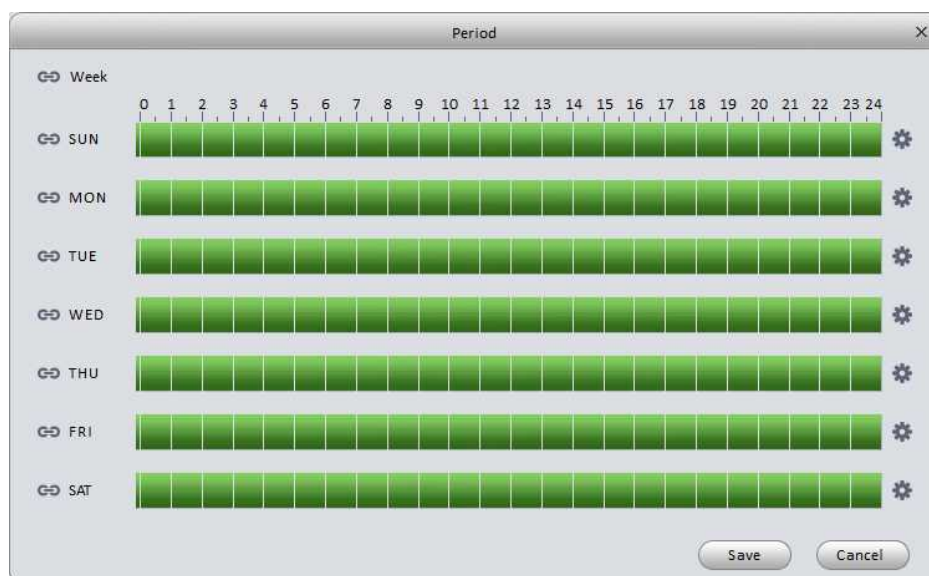 Period
Week
0 1 2 3 4 5 6 7 8 9 10 11 12 13 14 15 16 17 18 19 20 21 22 23 24
SUN
MON
TUE
WED
THU
FRI
SAT
Save Cancel